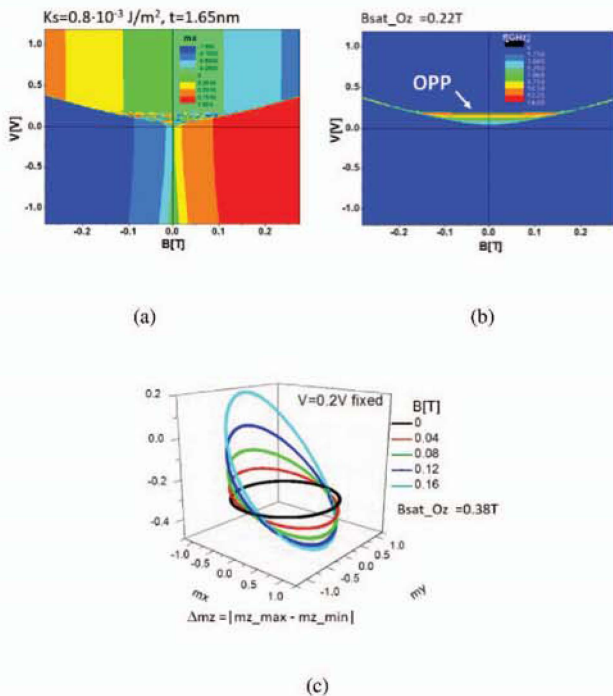 Ks=0.8·10⁻³ J/m², t=1.65nm
Bsat_Oz =0.22T
mx
1.0
0.5
V[V]
0.0
-0.5
-1.0
-0.2
-0.1
0.0
0.1
0.2
B[T]
f[GHz]
OPP
1.0
0.5
V[V]
0.0
-0.5
-1.0
-0.2
-0.1
0.0
0.1
0.2
B[T]
(a)
(b)
0.2
0.0
-0.2
-0.4
V=0.2V fixed
B[T]
0
0.04
0.08
0.12
0.16
Bsat_Oz =0.38T
-1.0
-0.5
0.0
0.5
1.0
mx
1.0
0.5
0.0
-0.5
-1.0
my
Δmz =|mz_max - mz_min|
(c)